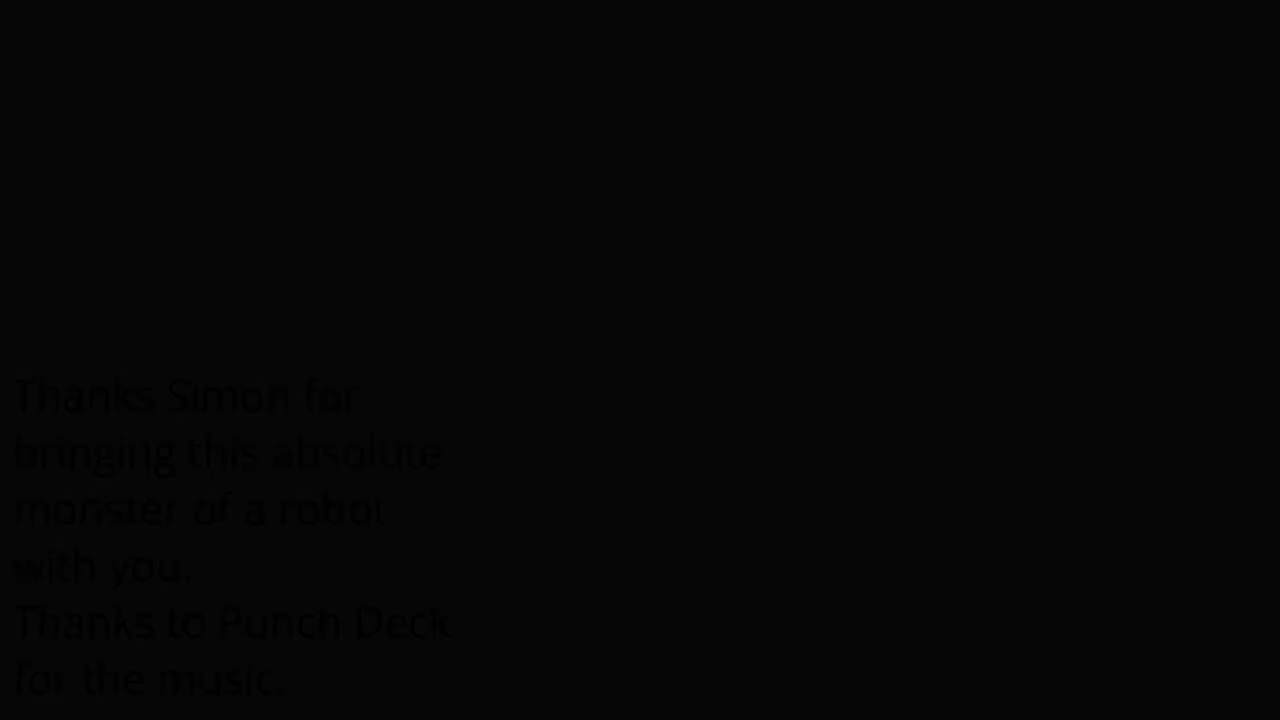 Thanks Simon for
bringing this absolute
monster of a robot
with you.
Thanks to Punch Deck
for the music.